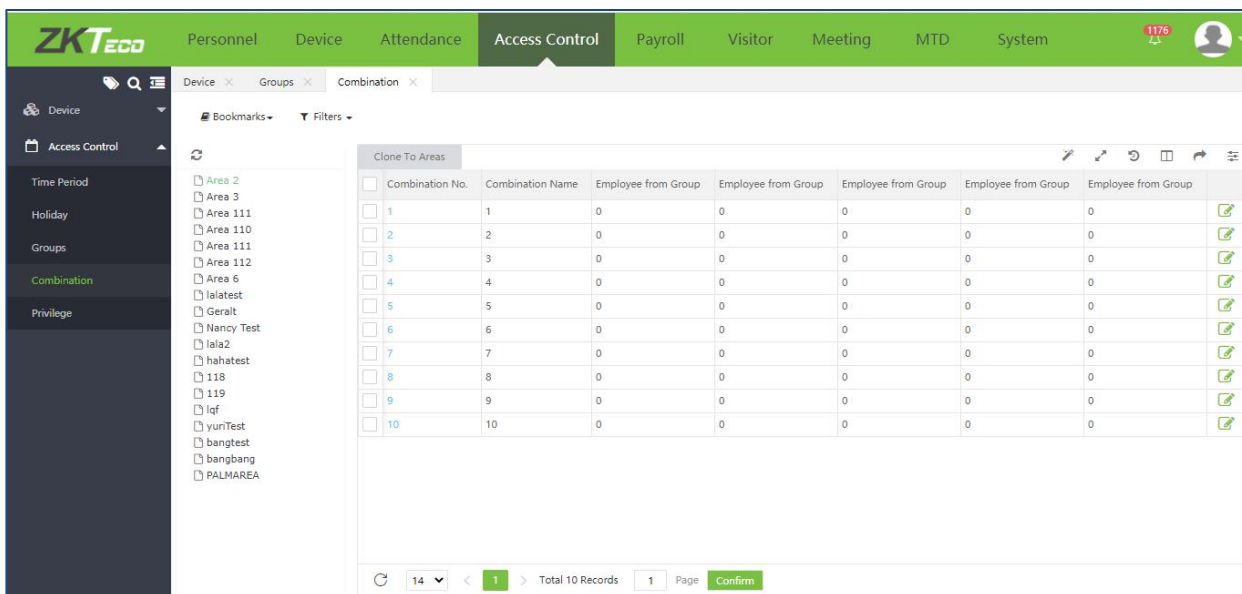 ZKTECO Personnel Device Attendance Access Control Payroll Visitor Meeting MTD System 1176
Device Groups Combination
Device
Bookmarks Filters
Access Control
Clone To Areas
Time Period
Holiday
Groups
Combination
Privilege
Area 2
Area 3
Area 111
Area 110
Area 111
Area 112
Area 6
lalatest
Geralt
Nancy Test
lala2
hahatest
118
119
lqf
yuriTest
bangtest
bangbang
PALMAREA
Combination No. Combination Name Employee from Group Employee from Group Employee from Group Employee from Group Employee from Group
1 1 0 0 0 0 0
2 2 0 0 0 0 0
3 3 0 0 0 0 0
4 4 0 0 0 0 0
5 5 0 0 0 0 0
6 6 0 0 0 0 0
7 7 0 0 0 0 0
8 8 0 0 0 0 0
9 9 0 0 0 0 0
10 10 0 0 0 0 0
14 < 1 > Total 10 Records 1 Page Confirm